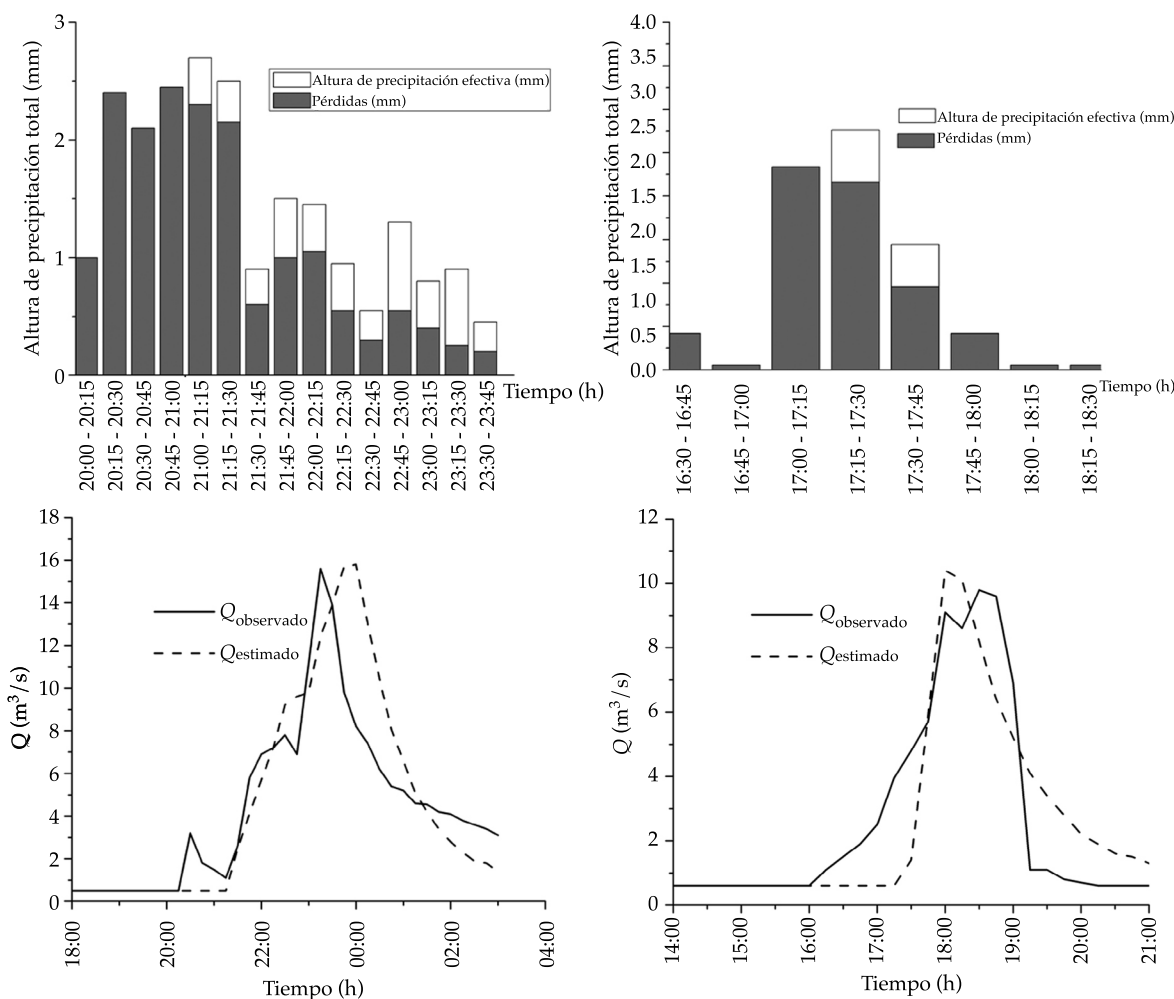 Altura de precipitación total (mm)
3
2
1
0
Altura de precipitación efectiva (mm)
Pérdidas (mm)
20:00 - 20:15
20:15 - 20:30
20:30 - 20:45
20:45 - 21:00
21:00 - 21:15
21:15 - 21:30
21:30 - 21:45
21:45 - 22:00
22:00 - 22:15
22:15 - 22:30
22:30 - 22:45
22:45 - 23:00
23:00 - 23:15
23:15 - 23:30
23:30 - 23:45
Tiempo (h)
Altura de precipitación total (mm)
4.0
3.5
3.0
2.5
2.0
1.5
2.0
1.0
0.5
0.0
Altura de precipitación efectiva (mm)
Pérdidas (mm)
16:30 - 16:45
16:45 - 17:00
17:00 - 17:15
17:15 - 17:30
17:30 - 17:45
17:45 - 18:00
18:00 - 18:15
18:15 - 18:30
Tiempo (h)
Q (m³/s)
18
16
14
12
10
8
6
4
2
0
Qobservado
Qestimado
18:00
20:00
22:00
00:00
02:00
04:00
Tiempo (h)
Q (m³/s)
12
10
8
6
4
2
0
Qobservado
Qestimado
14:00
15:00
16:00
17:00
18:00
19:00
20:00
21:00
Tiempo (h)